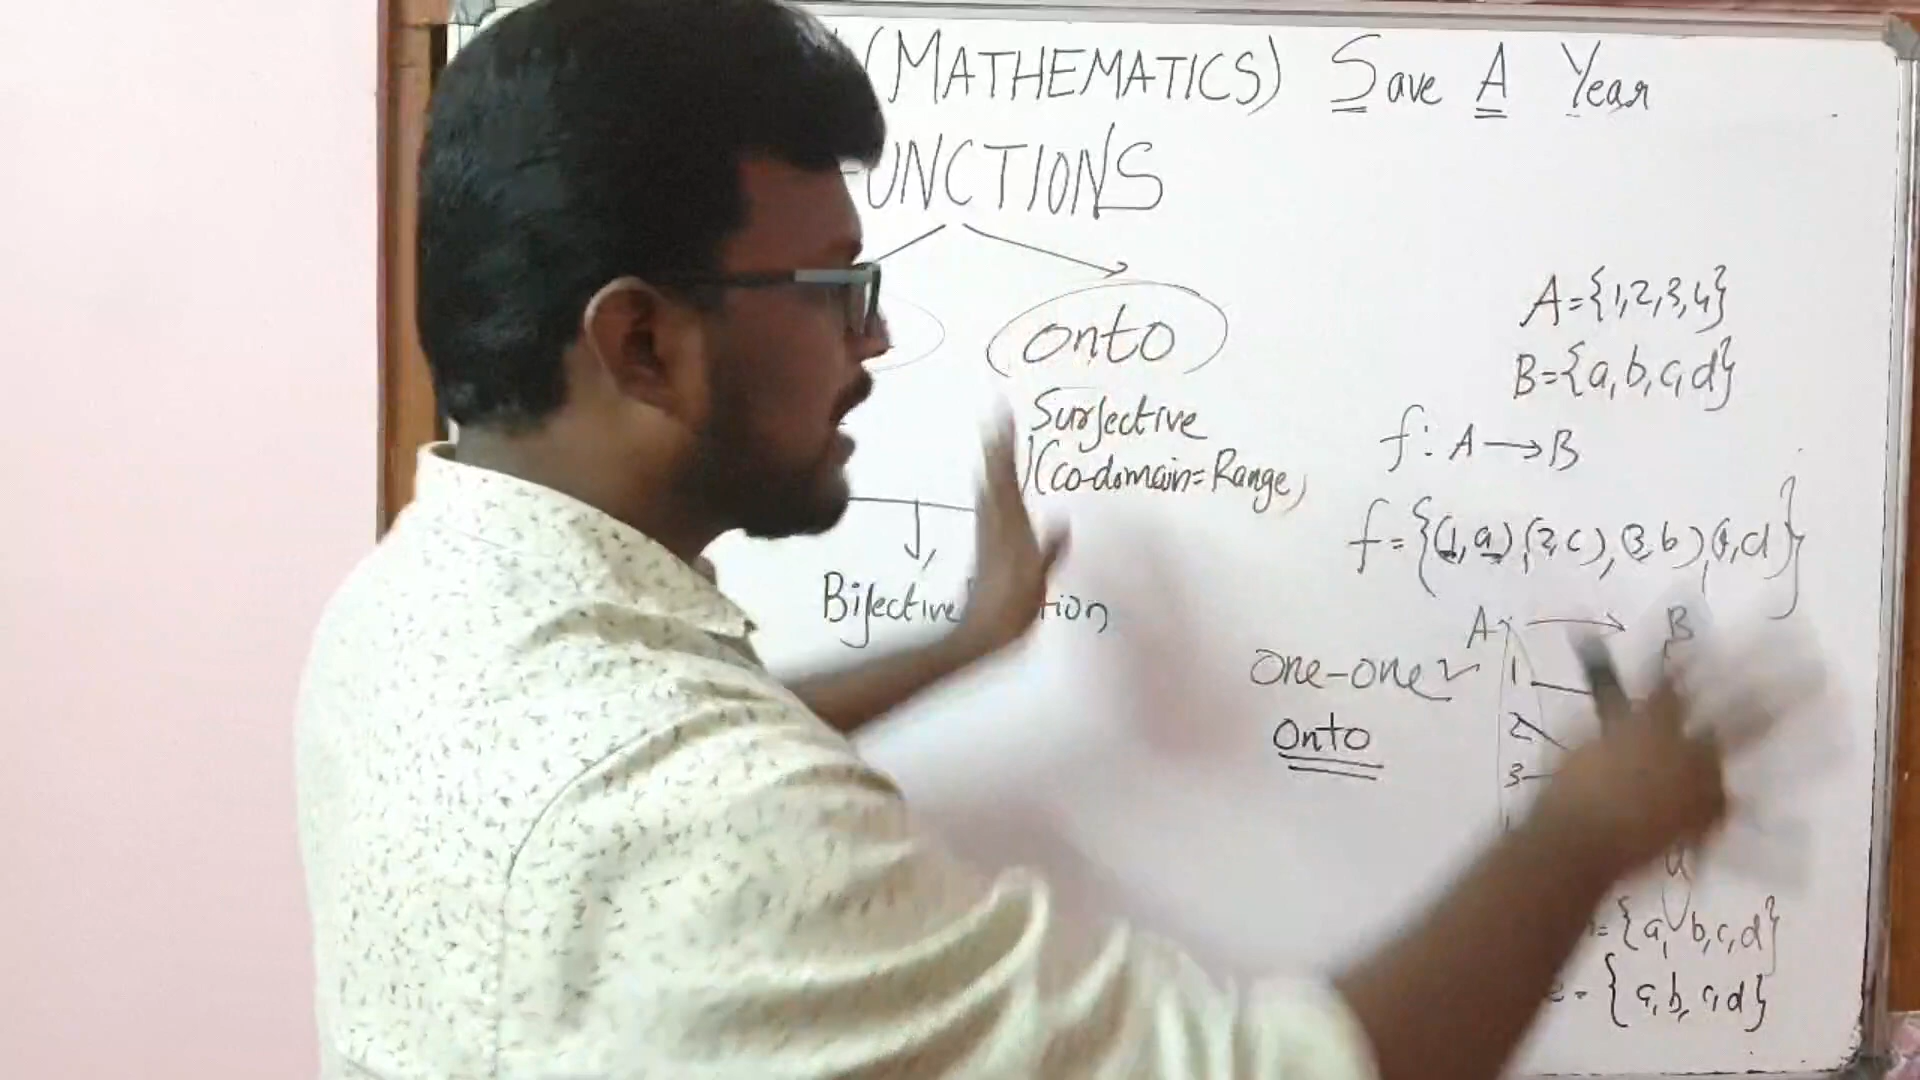 (MATHEMATICS) Save A Year
UNCTIONS
onto
Surjective
(co-domain=Range)
Bijective tion
A={1,2,3,4}
B={a,b,c,d}
f: A→B
f={(1,a),(2,c),(3,b),(4,d)}
A → B
one-one ✓
onto
1
2
3
={a,b,c,d}
={a,b,c,d}